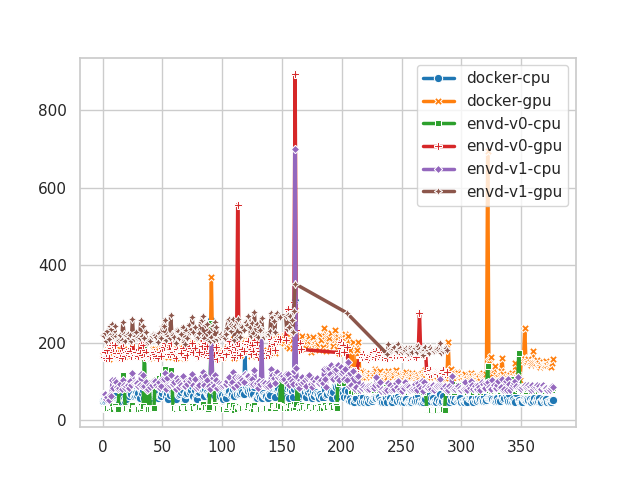 800
600
400
200
0
0 50 100 150 200 250 300 350
docker-cpu
docker-gpu
envd-v0-cpu
envd-v0-gpu
envd-v1-cpu
envd-v1-gpu